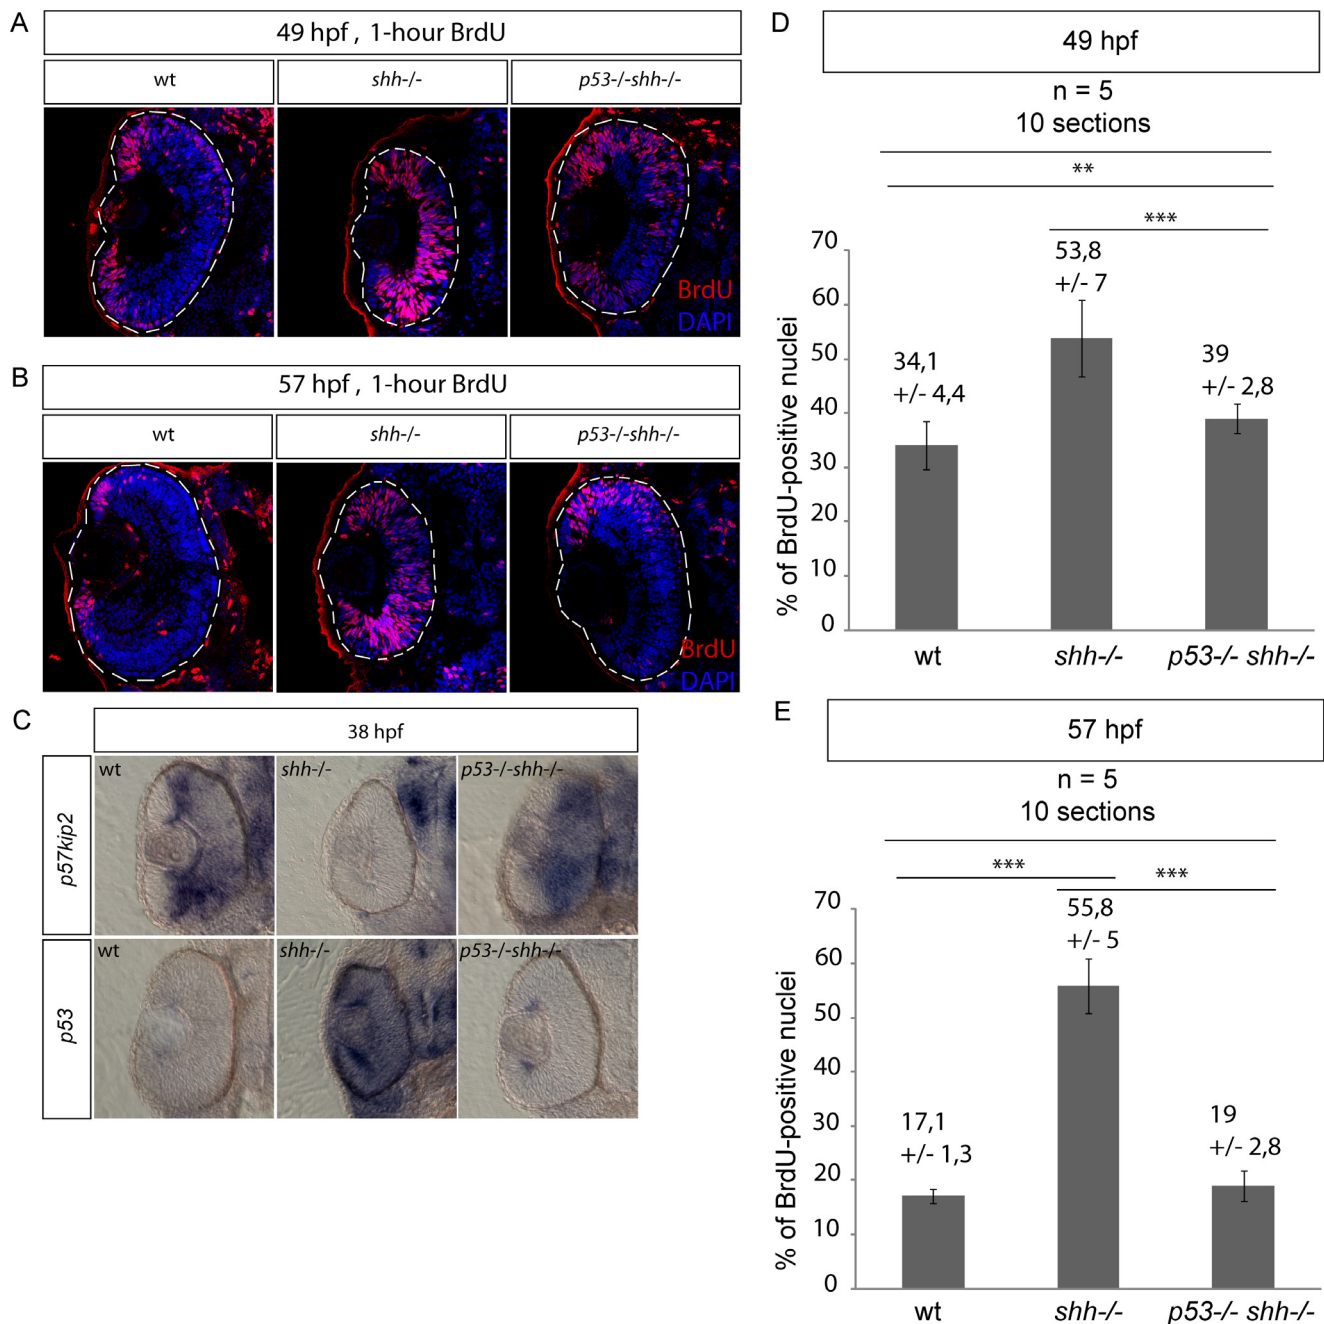 A
49 hpf , 1-hour BrdU
wt
shh-/-
p53-/-shh-/-
BrdU
DAPI
B
57 hpf , 1-hour BrdU
wt
shh-/-
p53-/-shh-/-
BrdU
DAPI
C
38 hpf
p57kip2
wt
shh-/-
p53-/-shh-/-
p53
wt
shh-/-
p53-/-shh-/-
D
49 hpf
n = 5
10 sections
**
***
% of BrdU-positive nuclei
70
60
50
40
30
20
10
0
34,1
+/- 4,4
53,8
+/- 7
39
+/- 2,8
wt
shh-/-
p53-/- shh-/-
E
57 hpf
n = 5
10 sections
***
***
% of BrdU-positive nuclei
70
60
50
40
30
20
10
0
17,1
+/- 1,3
55,8
+/- 5
19
+/- 2,8
wt
shh-/-
p53-/- shh-/-